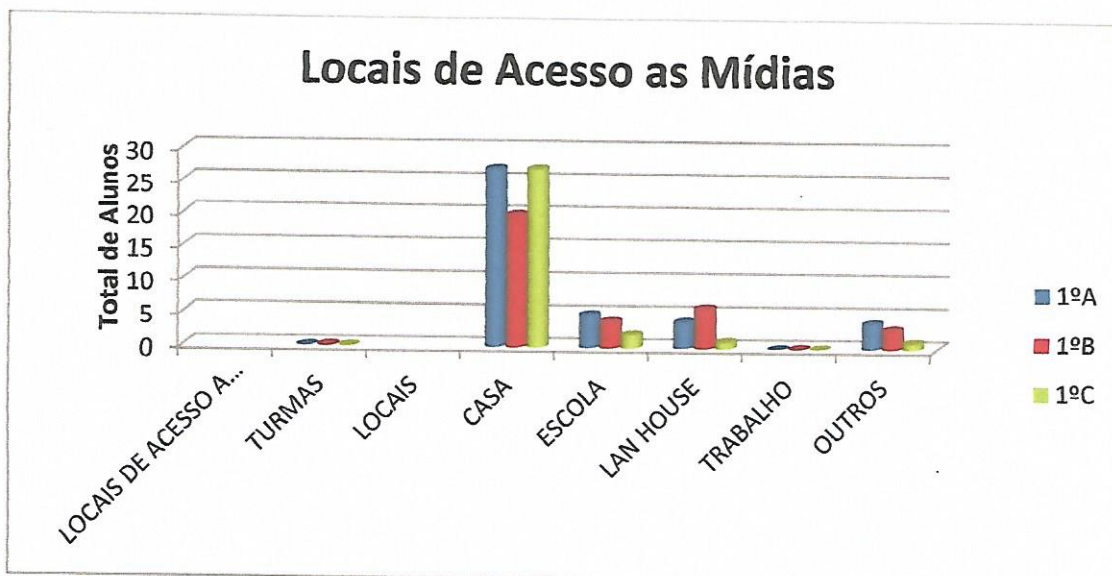 Locais de Acesso as Mídias
Total de Alunos
30
25
20
15
10
5
0
LOCAIS DE ACESSO A...
TURMAS
LOCAIS
CASA
ESCOLA
LAN HOUSE
TRABALHO
OUTROS
1ºA
1ºB
1ºC